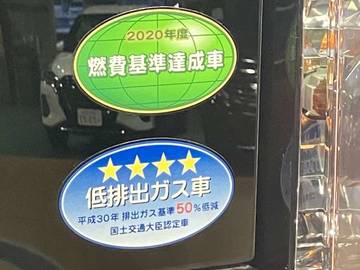 2020年度
燃費基準達成車
★★★★
低排出ガス車
平成30年 排出ガス基準50%低減
国土交通大臣認定車